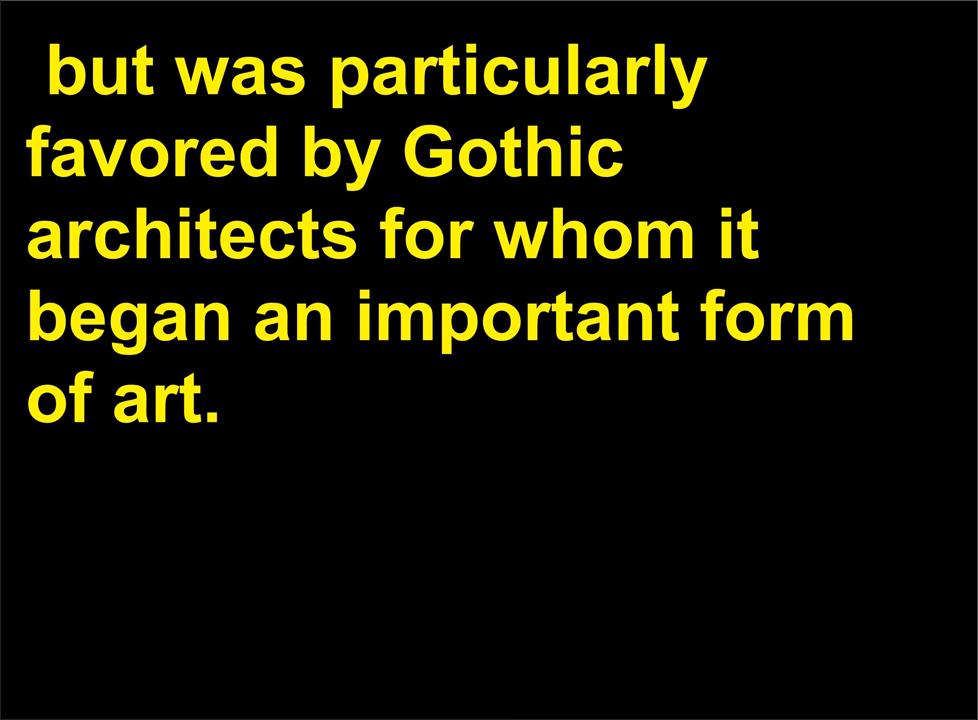 but was particularly
favored by Gothic
architects for whom it
began an important form
of art.